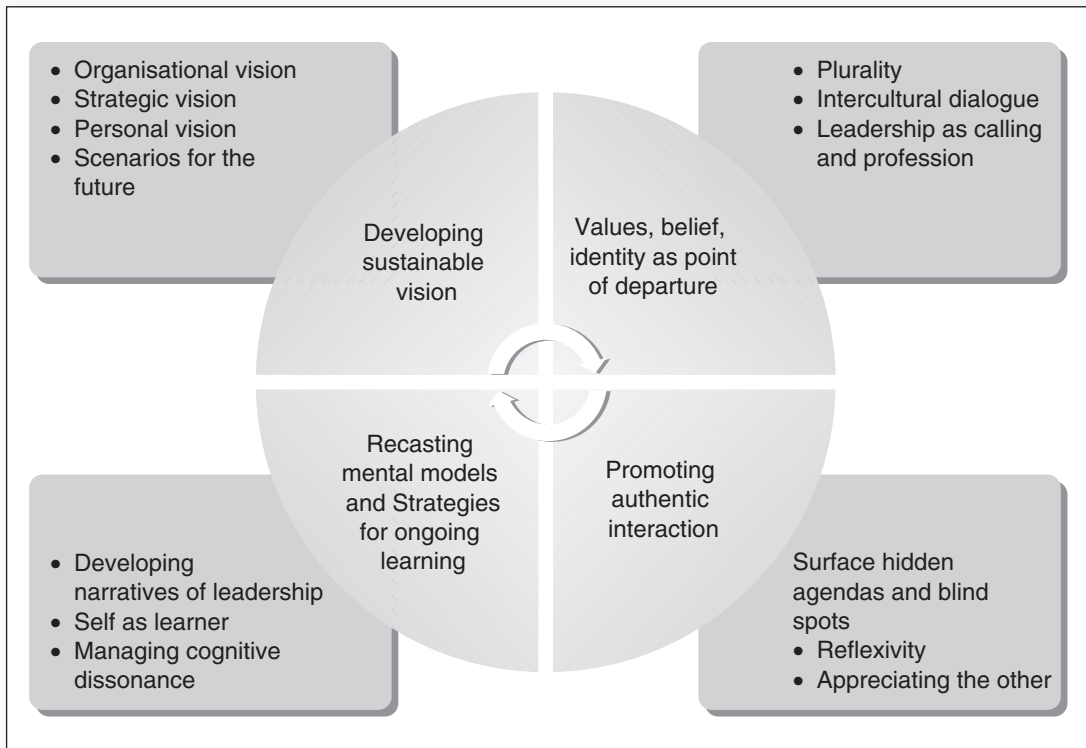 • Organisational vision
• Strategic vision
• Personal vision
• Scenarios for the
future
• Plurality
• Intercultural dialogue
• Leadership as calling
and profession
Developing
sustainable
vision
Values, belief,
identity as point
of departure
Recasting
mental models
and Strategies
for ongoing
learning
Promoting
authentic
interaction
• Developing
narratives of leadership
• Self as learner
• Managing cognitive
dissonance
Surface hidden
agendas and blind
spots
• Reflexivity
• Appreciating the other